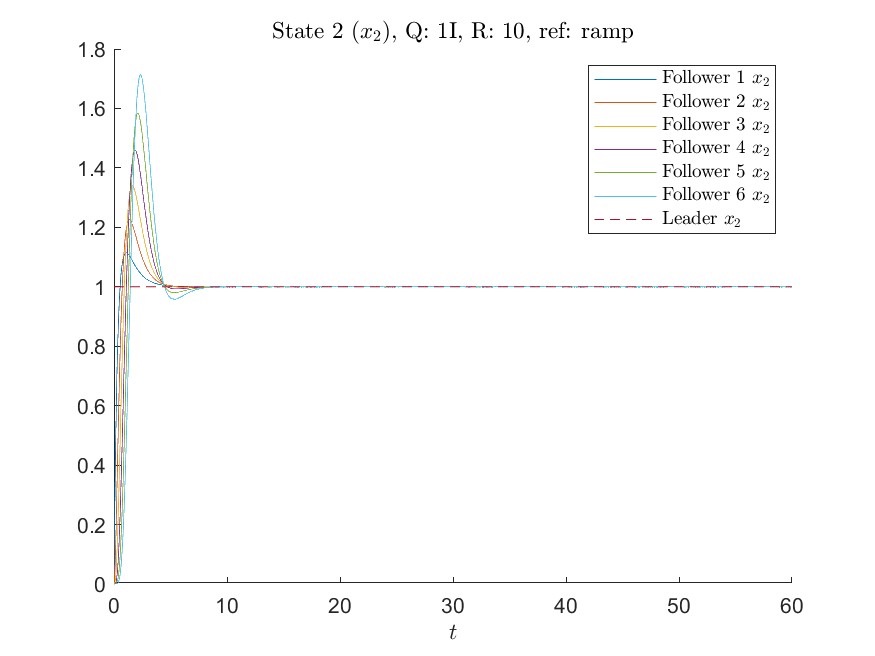 State 2 (x₂), Q: 1I, R: 10, ref: ramp
1.8
1.6
1.4
1.2
1
0.8
0.6
0.4
0.2
0
Follower 1 x₂
Follower 2 x₂
Follower 3 x₂
Follower 4 x₂
Follower 5 x₂
Follower 6 x₂
Leader x₂
0 10 20 30 40 50 60
t